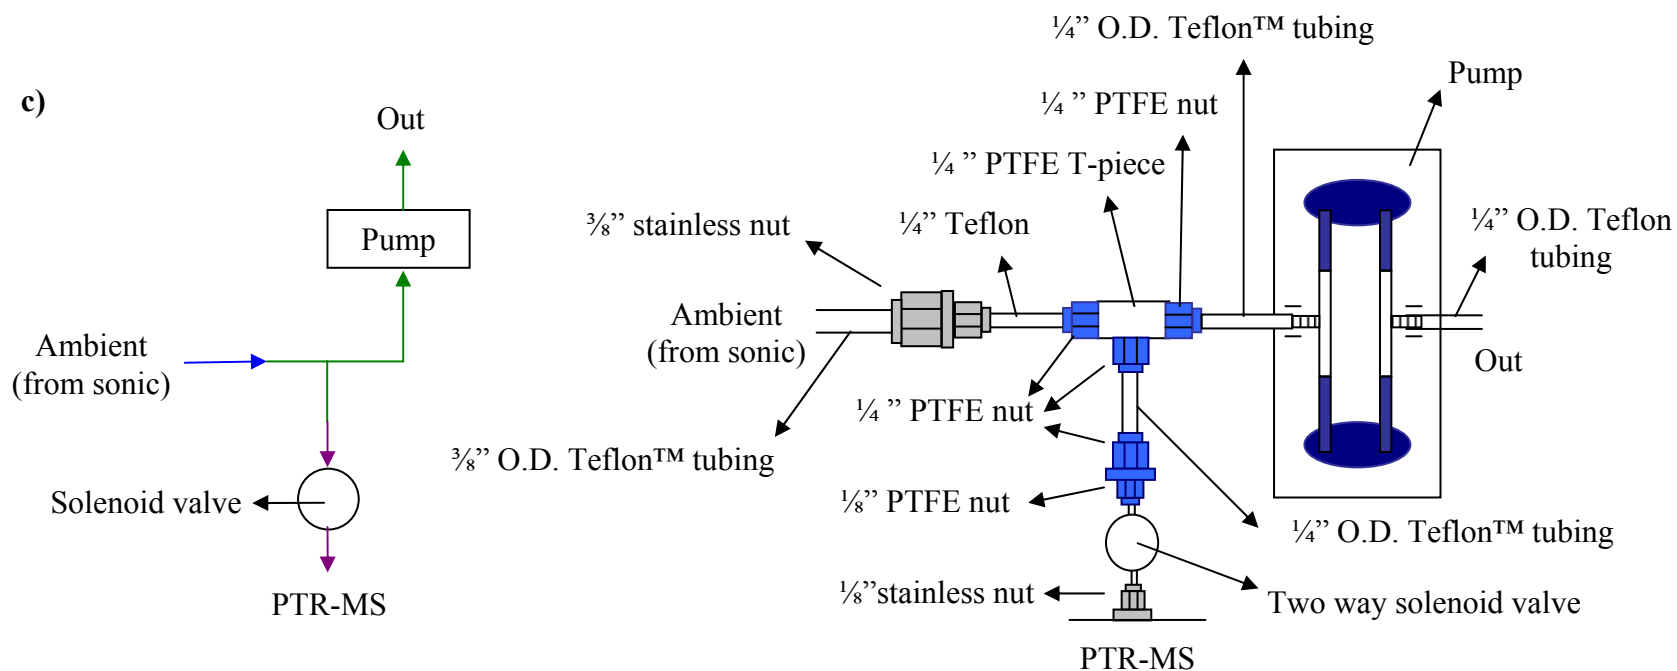 c)
Out
Pump
Ambient
(from sonic)
Solenoid valve
PTR-MS
¼” O.D. Teflon™ tubing
Pump
¼ ” PTFE nut
¼ ” PTFE T-piece
⅜” stainless nut
¼” Teflon
¼” O.D. Teflon
tubing
Ambient
(from sonic)
Out
¼ ” PTFE nut
⅜” O.D. Teflon™ tubing
⅛” PTFE nut
¼” O.D. Teflon™ tubing
⅛”stainless nut
Two way solenoid valve
PTR-MS